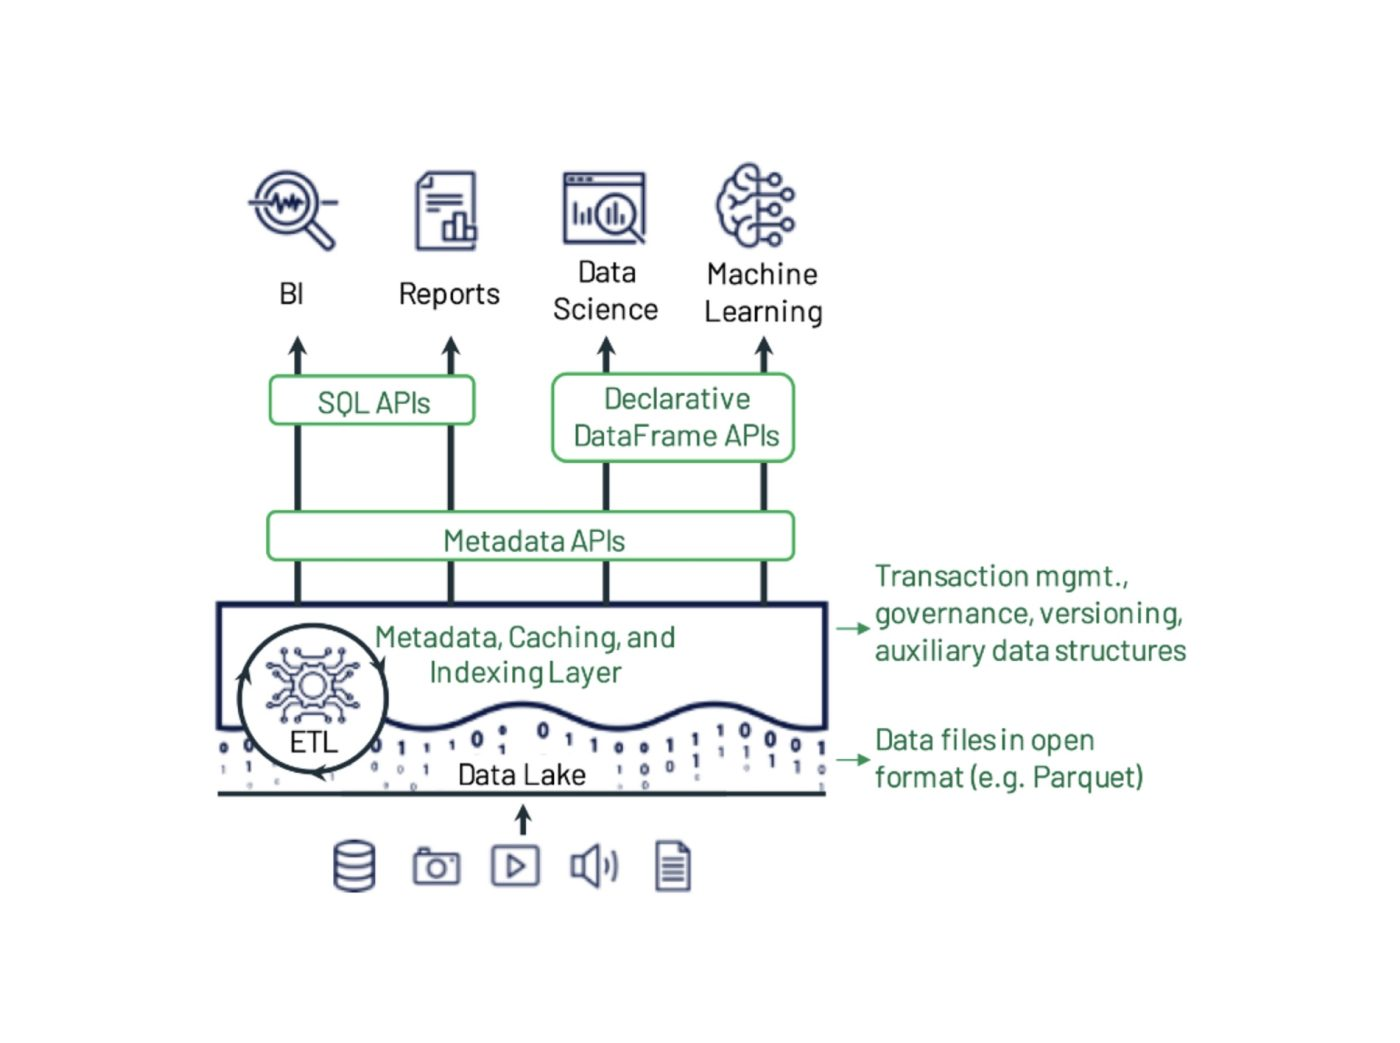 BI
Reports
Data
Science
Machine
Learning
SQL APIs
Declarative
DataFrame APIs
Metadata APIs
Metadata, Caching, and
Indexing Layer
ETL
Data Lake
Transaction mgmt.,
governance, versioning,
auxiliary data structures
Data files in open
format (e.g. Parquet)